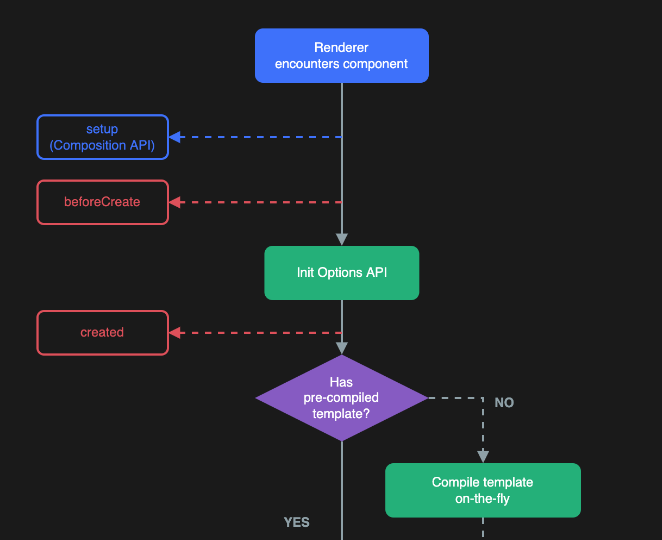 Renderer
encounters component
setup
(Composition API)
beforeCreate
Init Options API
created
Has
pre-compiled
template?
NO
Compile template
on-the-fly
YES